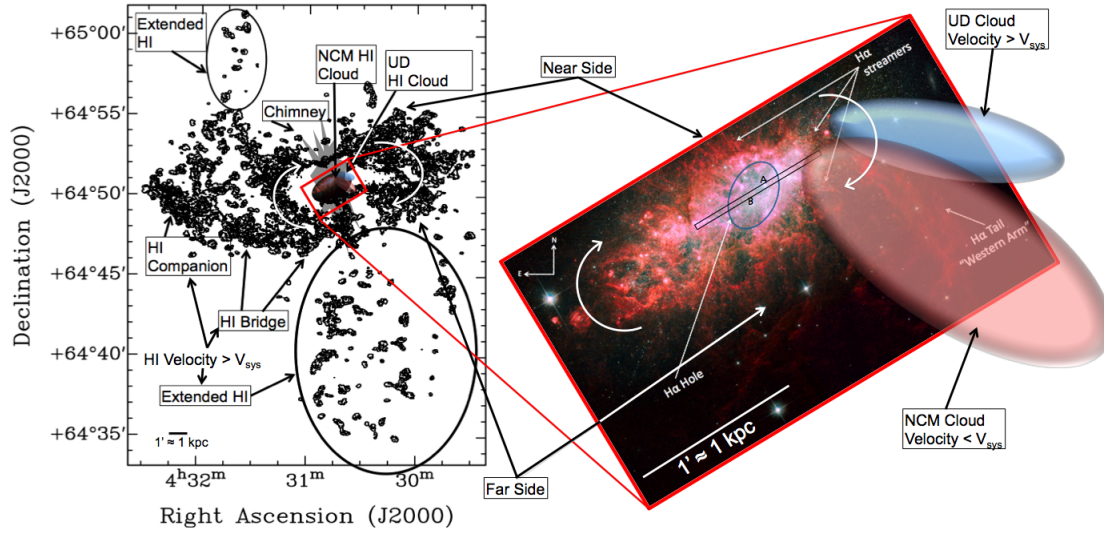 Extended
HI
+65°00′
+64°55′
+64°50′
+64°45′
+64°40′
+64°35′
Declination (J2000)
NCM HI
Cloud
UD
HI Cloud
Chimney
HI
Companion
HI Bridge
HI Velocity > Vsys
Extended HI
1′ ≈ 1 kpc
4h32m
31m
30m
Right Ascension (J2000)
Near Side
Far Side
Hα
streamers
UD Cloud
Velocity > Vsys
A
B
N
E
Hα Tail
"Western Arm"
Hα Hole
1′ ≈ 1 kpc
NCM Cloud
Velocity < Vsys